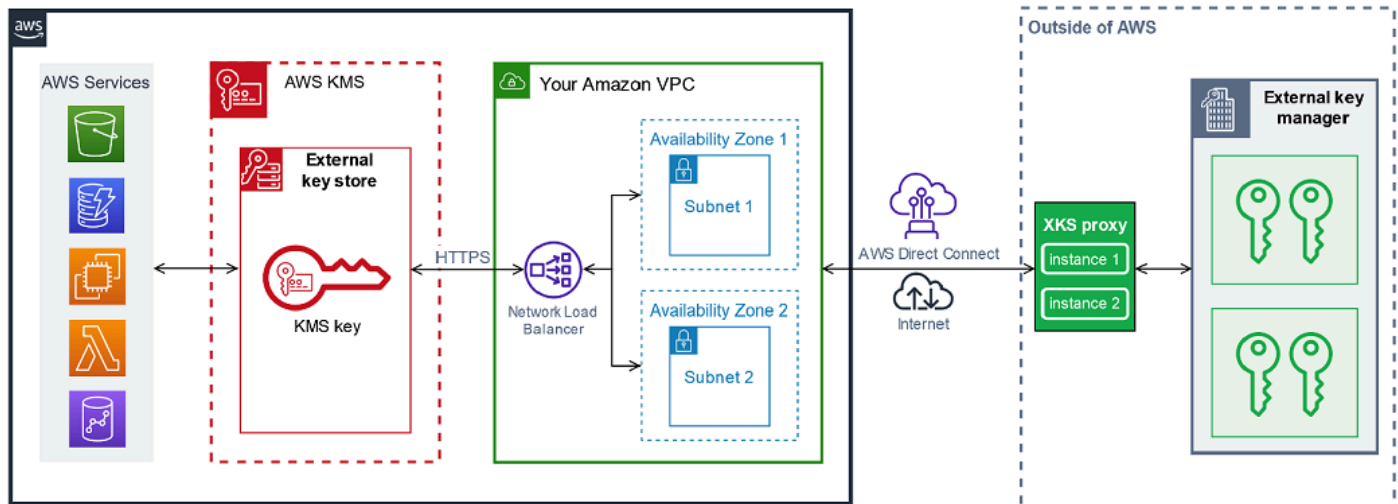 aws
AWS Services
AWS KMS
External
key store
KMS key
HTTPS
Your Amazon VPC
Network Load
Balancer
Availability Zone 1
Subnet 1
Availability Zone 2
Subnet 2
AWS Direct Connect
Internet
Outside of AWS
XKS proxy
instance 1
instance 2
External key
manager